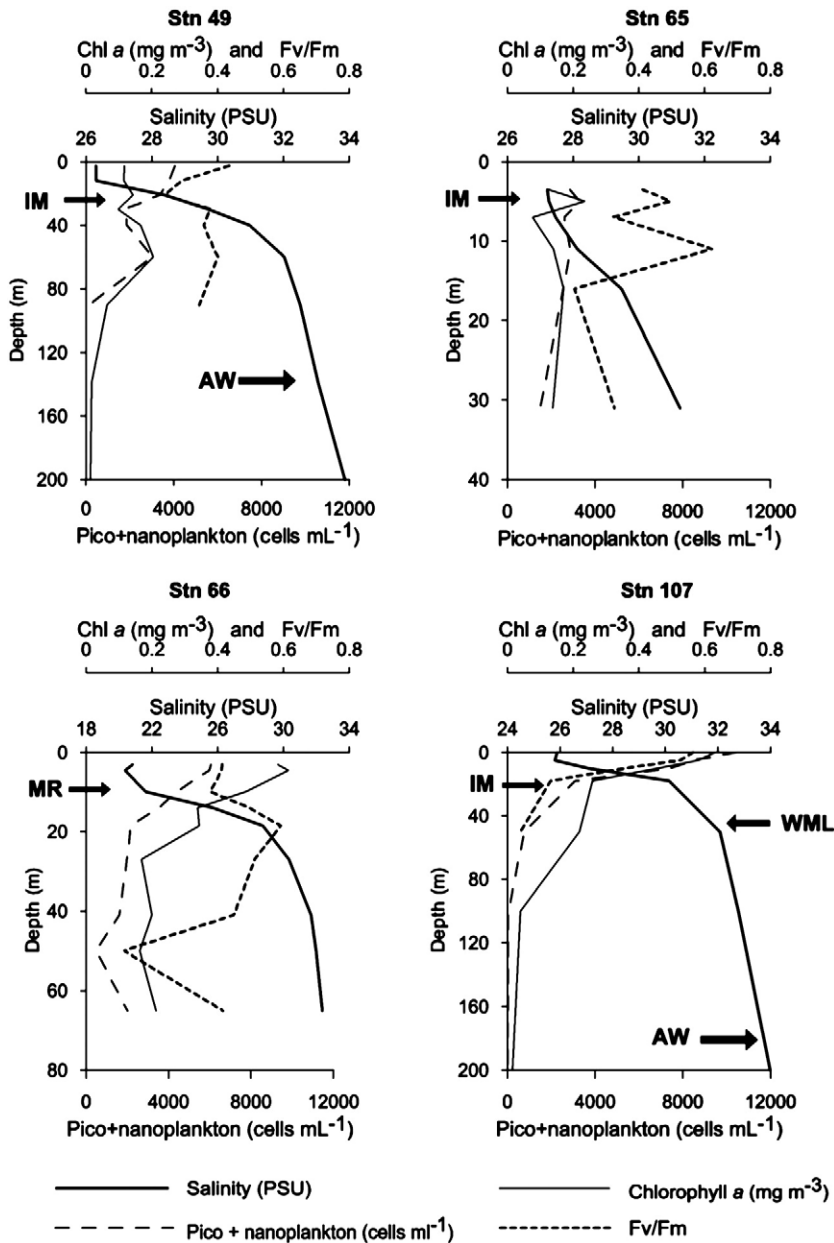 Stn 49
Chl a (mg m-3) and Fv/Fm
0 0.2 0.4 0.6 0.8
Salinity (PSU)
26 28 30 32 34
0
40
80
120
160
200
Depth (m)
IM
AW
0 4000 8000 12000
Pico+nanoplankton (cells mL-1)
Stn 65
Chl a (mg m-3) and Fv/Fm
0 0.2 0.4 0.6 0.8
Salinity (PSU)
26 28 30 32 34
0
10
20
30
40
Depth (m)
IM
0 4000 8000 12000
Pico+nanoplankton (cells mL-1)
Stn 66
Chl a (mg m-3) and Fv/Fm
0 0.2 0.4 0.6 0.8
Salinity (PSU)
18 20 22 24 26 28 30 32 34
0
20
40
60
80
Depth (m)
MR
0 4000 8000 12000
Pico+nanoplankton (cells mL-1)
Stn 107
Chl a (mg m-3) and Fv/Fm
0 0.2 0.4 0.6 0.8
Salinity (PSU)
24 26 28 30 32 34
0
40
80
120
160
200
Depth (m)
IM
WML
AW
0 4000 8000 12000
Pico+nanoplankton (cells mL-1)
Salinity (PSU)
Chlorophyll a (mg m-3)
Pico + nanoplankton (cells ml-1)
Fv/Fm